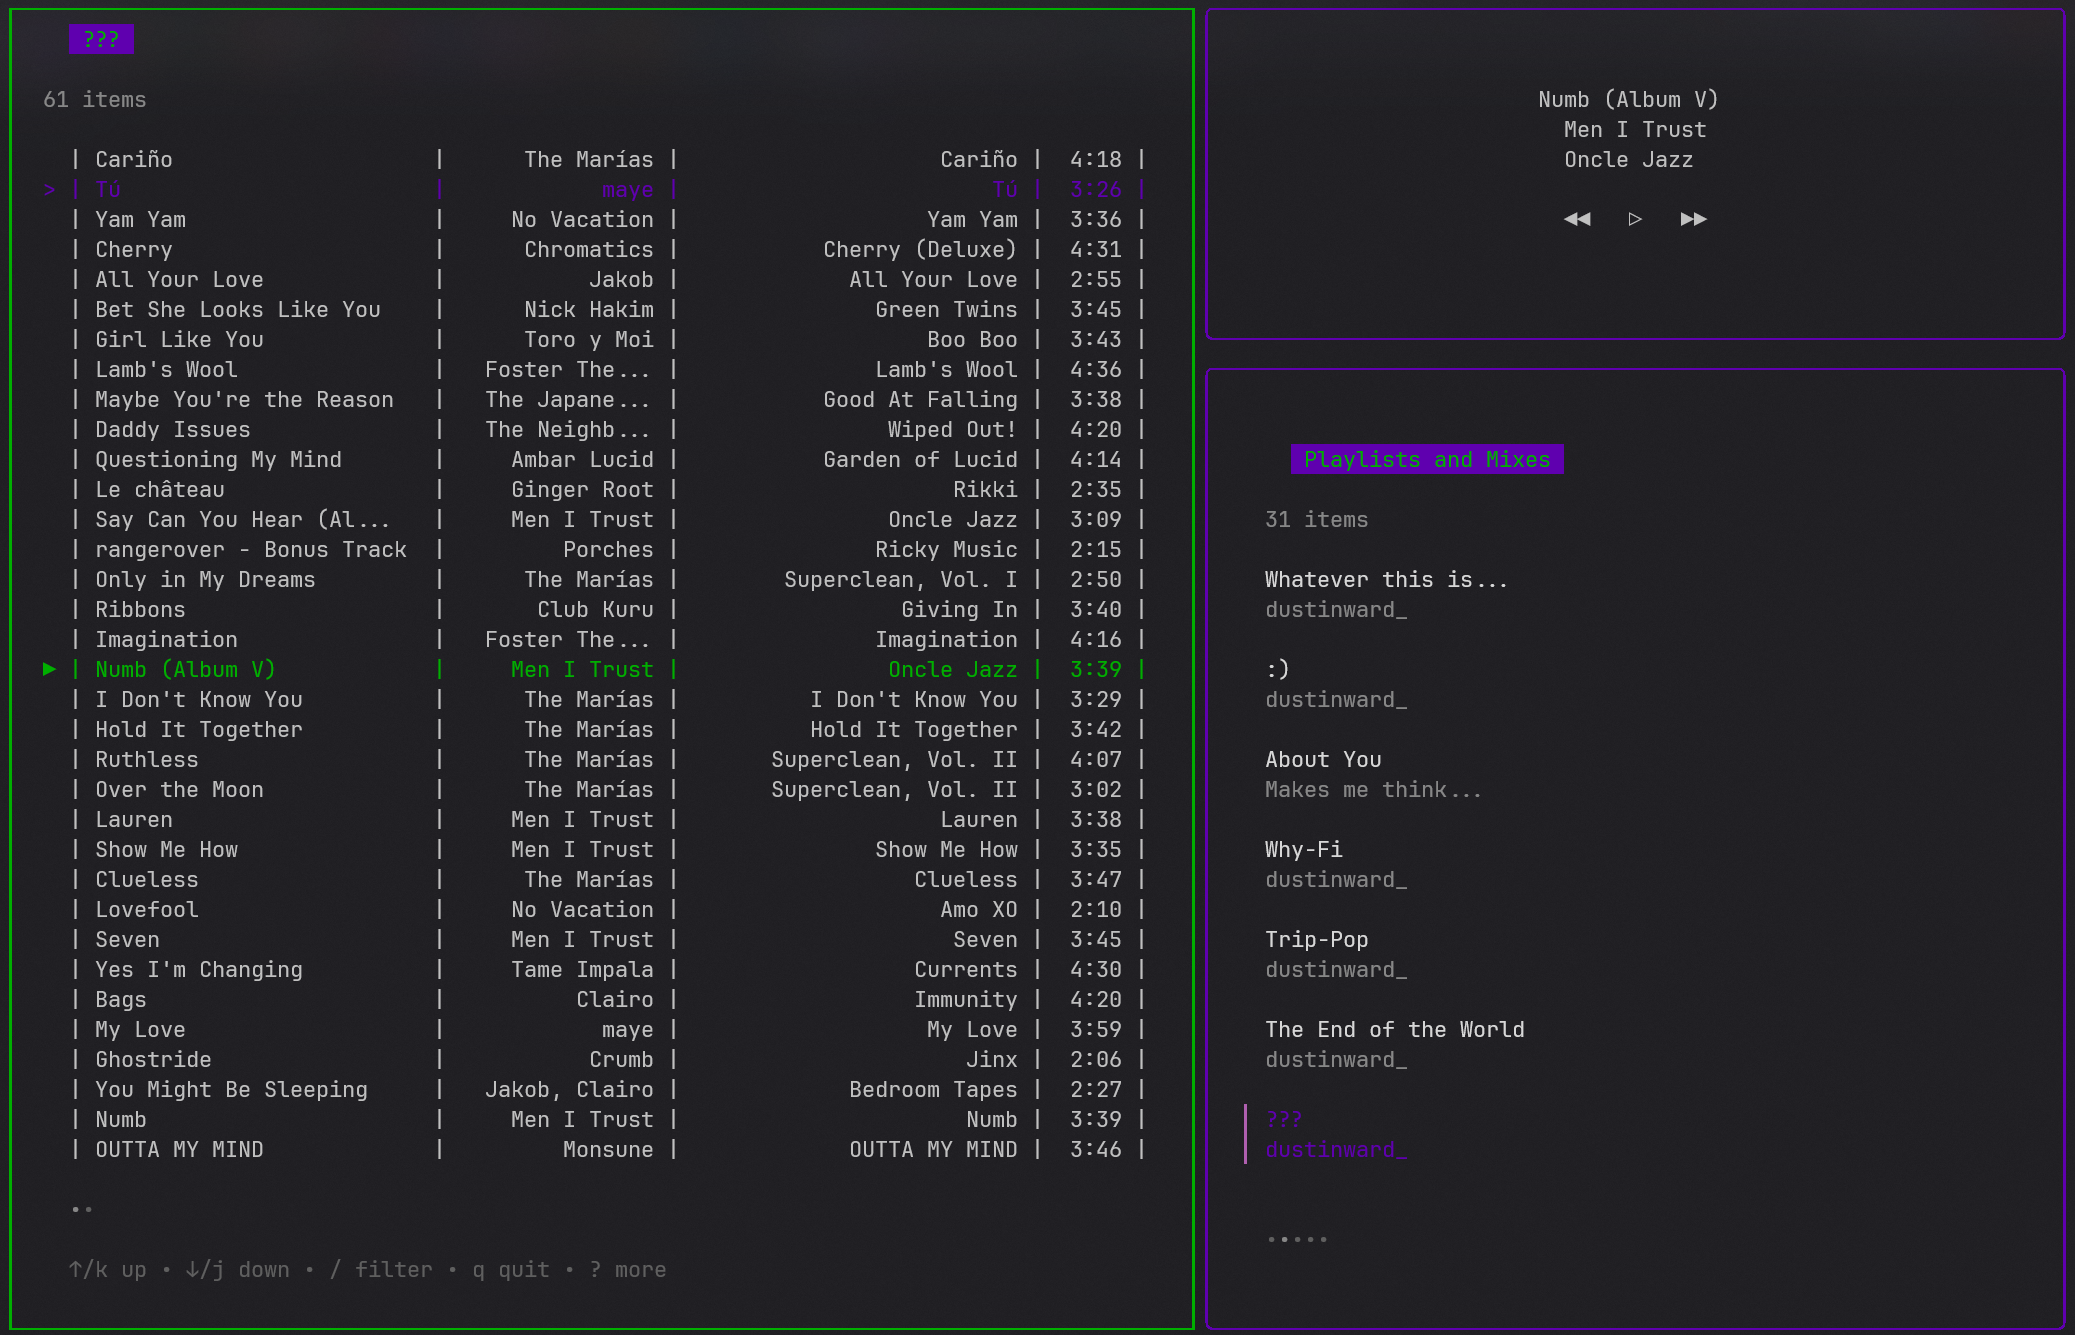 ???
61 items
| Cariño | The Marías | Cariño | 4:18 |
> | Tú | maye | Tú | 3:26 |
| Yam Yam | No Vacation | Yam Yam | 3:36 |
| Cherry | Chromatics | Cherry (Deluxe) | 4:31 |
| All Your Love | Jakob | All Your Love | 2:55 |
| Bet She Looks Like You | Nick Hakim | Green Twins | 3:45 |
| Girl Like You | Toro y Moi | Boo Boo | 3:43 |
| Lamb's Wool | Foster The... | Lamb's Wool | 4:36 |
| Maybe You're the Reason | The Japane... | Good At Falling | 3:38 |
| Daddy Issues | The Neighb... | Wiped Out! | 4:20 |
| Questioning My Mind | Ambar Lucid | Garden of Lucid | 4:14 |
| Le château | Ginger Root | Rikki | 2:35 |
| Say Can You Hear (Al... | Men I Trust | Oncle Jazz | 3:09 |
| rangerover - Bonus Track | Porches | Ricky Music | 2:15 |
| Only in My Dreams | The Marías | Superclean, Vol. I | 2:50 |
| Ribbons | Club Kuru | Giving In | 3:40 |
| Imagination | Foster The... | Imagination | 4:16 |
▶ | Numb (Album V) | Men I Trust | Oncle Jazz | 3:39 |
| I Don't Know You | The Marías | I Don't Know You | 3:29 |
| Hold It Together | The Marías | Hold It Together | 3:42 |
| Ruthless | The Marías | Superclean, Vol. II | 4:07 |
| Over the Moon | The Marías | Superclean, Vol. II | 3:02 |
| Lauren | Men I Trust | Lauren | 3:38 |
| Show Me How | Men I Trust | Show Me How | 3:35 |
| Clueless | The Marías | Clueless | 3:47 |
| Lovefool | No Vacation | Amo XO | 2:10 |
| Seven | Men I Trust | Seven | 3:45 |
| Yes I'm Changing | Tame Impala | Currents | 4:30 |
| Bags | Clairo | Immunity | 4:20 |
| My Love | maye | My Love | 3:59 |
| Ghostride | Crumb | Jinx | 2:06 |
| You Might Be Sleeping | Jakob, Clairo | Bedroom Tapes | 2:27 |
| Numb | Men I Trust | Numb | 3:39 |
| OUTTA MY MIND | Monsune | OUTTA MY MIND | 3:46 |
••
↑/k up • ↓/j down • / filter • q quit • ? more
Numb (Album V)
Men I Trust
Oncle Jazz
◀◀ ▷ ▶▶
Playlists and Mixes
31 items
Whatever this is...
dustinward_
:)
dustinward_
About You
Makes me think...
Why-Fi
dustinward_
Trip-Pop
dustinward_
The End of the World
dustinward_
???
dustinward_
•••••